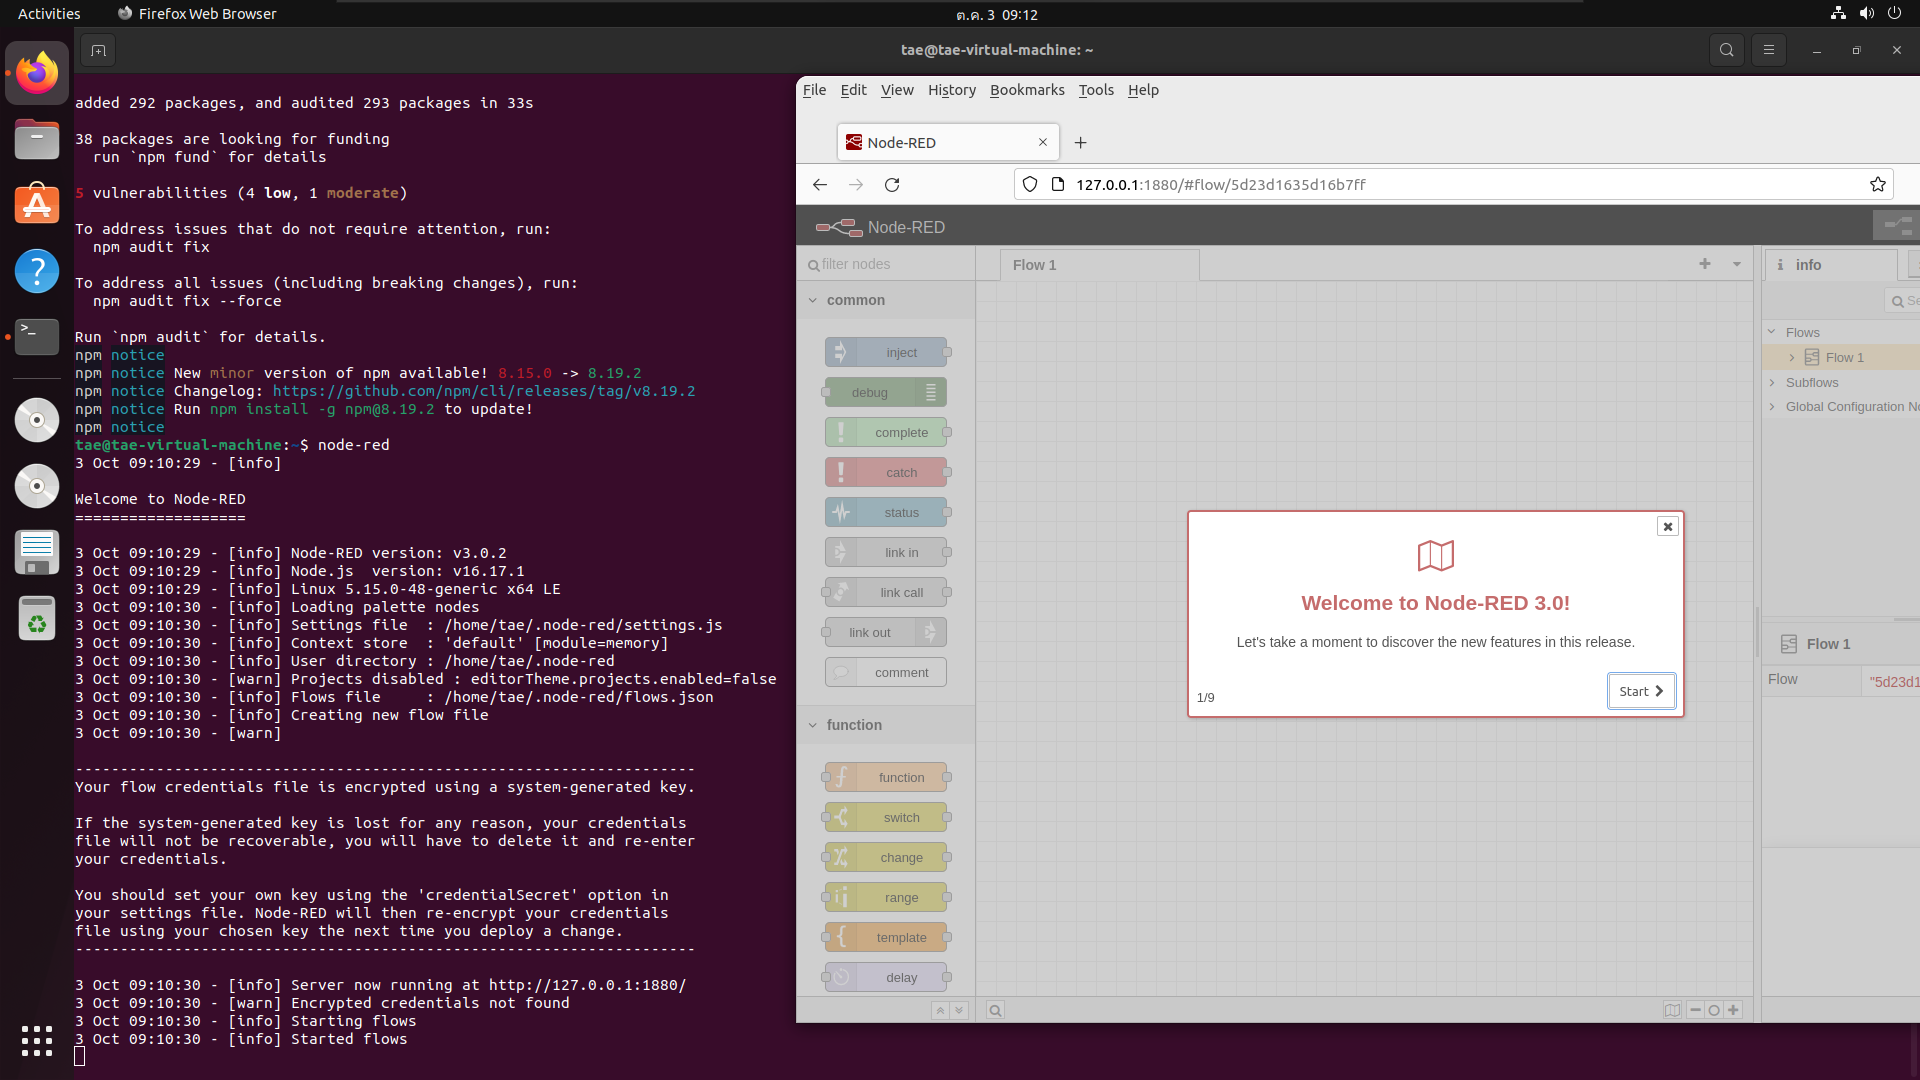 Activities
Firefox Web Browser
ต.ค. 3 09:12
tae@tae-virtual-machine: ~
added 292 packages, and audited 293 packages in 33s
38 packages are looking for funding
run `npm fund` for details
5 vulnerabilities (4 low, 1 moderate)
To address issues that do not require attention, run:
npm audit fix
To address all issues (including breaking changes), run:
npm audit fix --force
Run `npm audit` for details.
npm notice
npm notice New minor version of npm available! 8.15.0 -> 8.19.2
npm notice Changelog: https://github.com/npm/cli/releases/tag/v8.19.2
npm notice Run npm install -g npm@8.19.2 to update!
npm notice
tae@tae-virtual-machine:~$ node-red
3 Oct 09:10:29 - [info]
Welcome to Node-RED
===================
3 Oct 09:10:29 - [info] Node-RED version: v3.0.2
3 Oct 09:10:29 - [info] Node.js  version: v16.17.1
3 Oct 09:10:29 - [info] Linux 5.15.0-48-generic x64 LE
3 Oct 09:10:30 - [info] Loading palette nodes
3 Oct 09:10:30 - [info] Settings file  : /home/tae/.node-red/settings.js
3 Oct 09:10:30 - [info] Context store  : 'default' [module=memory]
3 Oct 09:10:30 - [info] User directory : /home/tae/.node-red
3 Oct 09:10:30 - [warn] Projects disabled : editorTheme.projects.enabled=false
3 Oct 09:10:30 - [info] Flows file     : /home/tae/.node-red/flows.json
3 Oct 09:10:30 - [info] Creating new flow file
3 Oct 09:10:30 - [warn]
---------------------------------------------------------------------
Your flow credentials file is encrypted using a system-generated key.
If the system-generated key is lost for any reason, your credentials
file will not be recoverable, you will have to delete it and re-enter
your credentials.
You should set your own key using the 'credentialSecret' option in
your settings file. Node-RED will then re-encrypt your credentials
file using your chosen key the next time you deploy a change.
---------------------------------------------------------------------
3 Oct 09:10:30 - [info] Server now running at http://127.0.0.1:1880/
3 Oct 09:10:30 - [warn] Encrypted credentials not found
3 Oct 09:10:30 - [info] Starting flows
3 Oct 09:10:30 - [info] Started flows
File Edit View History Bookmarks Tools Help
Node-RED
127.0.0.1:1880/#flow/5d23d1635d16b7ff
Node-RED
filter nodes
common
inject
debug
complete
catch
status
link in
link call
link out
comment
function
function
switch
change
range
template
delay
Flow 1
Welcome to Node-RED 3.0!
Let's take a moment to discover the new features in this release.
1/9
Start
info
Se
Flows
Flow 1
Subflows
Global Configuration No
Flow 1
Flow
"5d23d1